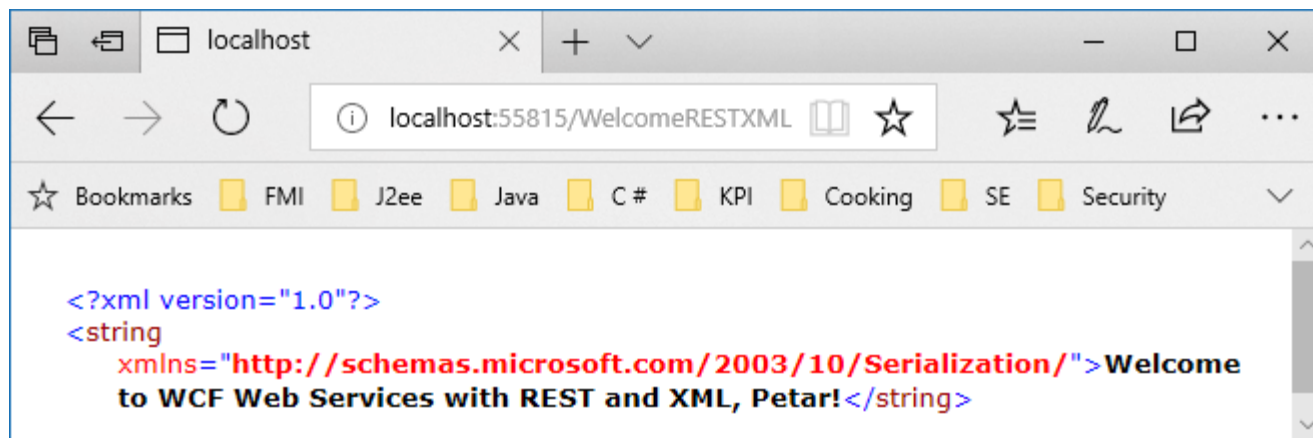 localhost
localhost:55815/WelcomeRESTXML
Bookmarks FMI J2ee Java C # KPI Cooking SE Security
<?xml version="1.0"?>
<string
xmlns="http://schemas.microsoft.com/2003/10/Serialization/">Welcome
to WCF Web Services with REST and XML, Petar!</string>